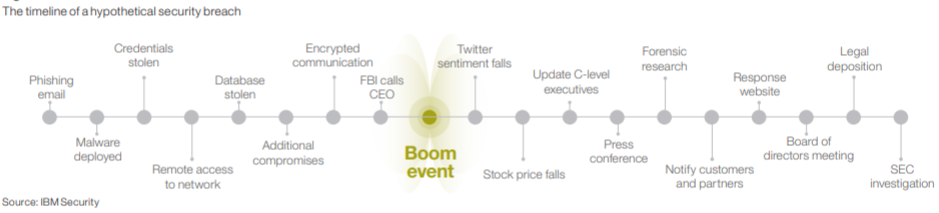 The timeline of a hypothetical security breach
Phishing
email
Malware
deployed
Credentials
stolen
Remote access
to network
Database
stolen
Additional
compromises
Encrypted
communication
FBI calls
CEO
Boom
event
Twitter
sentiment falls
Stock price falls
Update C-level
executives
Press
conference
Forensic
research
Notify customers
and partners
Response
website
Board of
directors meeting
Legal
deposition
SEC
investigation
Source: IBM Security